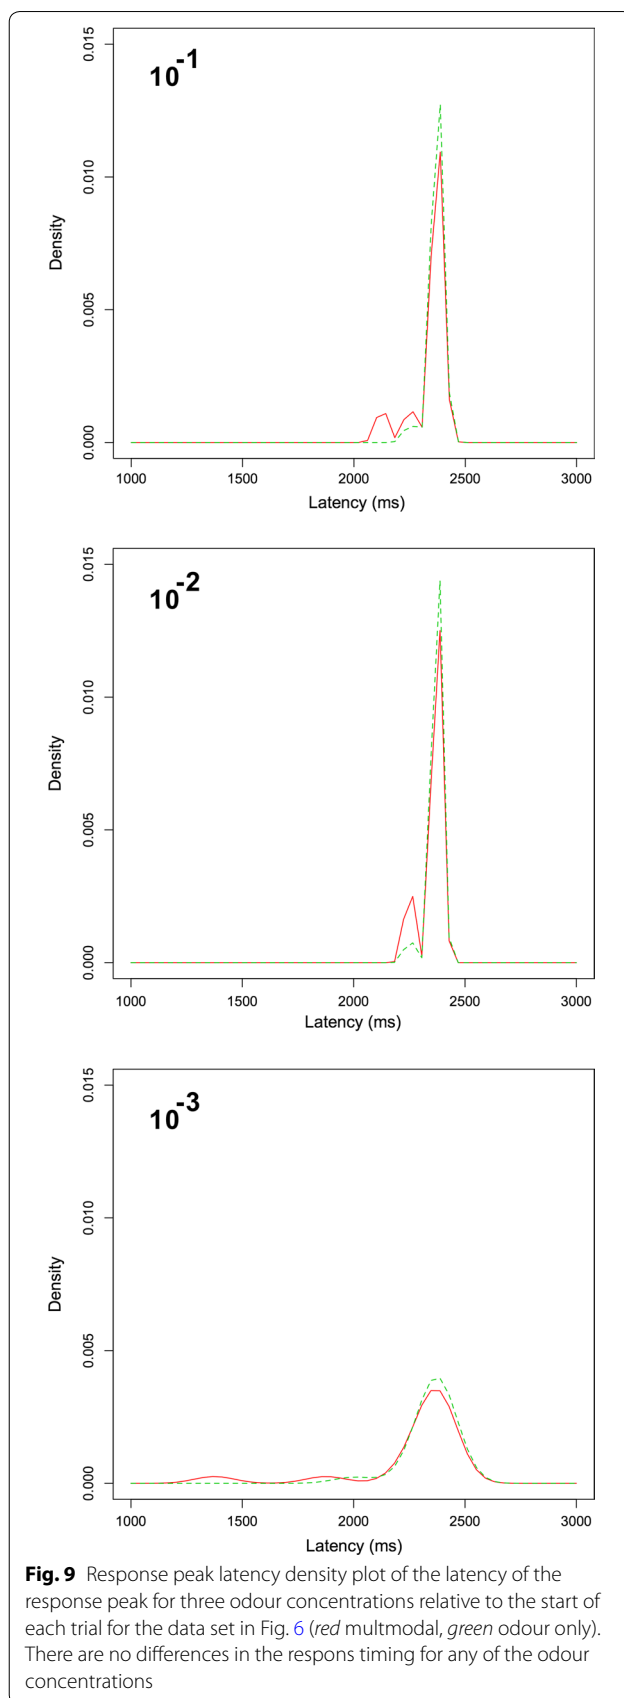 10-1
0.015
0.010
0.005
0.000
Density
1000 1500 2000 2500 3000
Latency (ms)
10-2
0.015
0.010
0.005
0.000
Density
1000 1500 2000 2500 3000
Latency (ms)
10-3
0.015
0.010
0.005
0.000
Density
1000 1500 2000 2500 3000
Latency (ms)
Fig. 9 Response peak latency density plot of the latency of the
response peak for three odour concentrations relative to the start of
each trial for the data set in Fig. 6 (red multmodal, green odour only).
There are no differences in the respons timing for any of the odour
concentrations